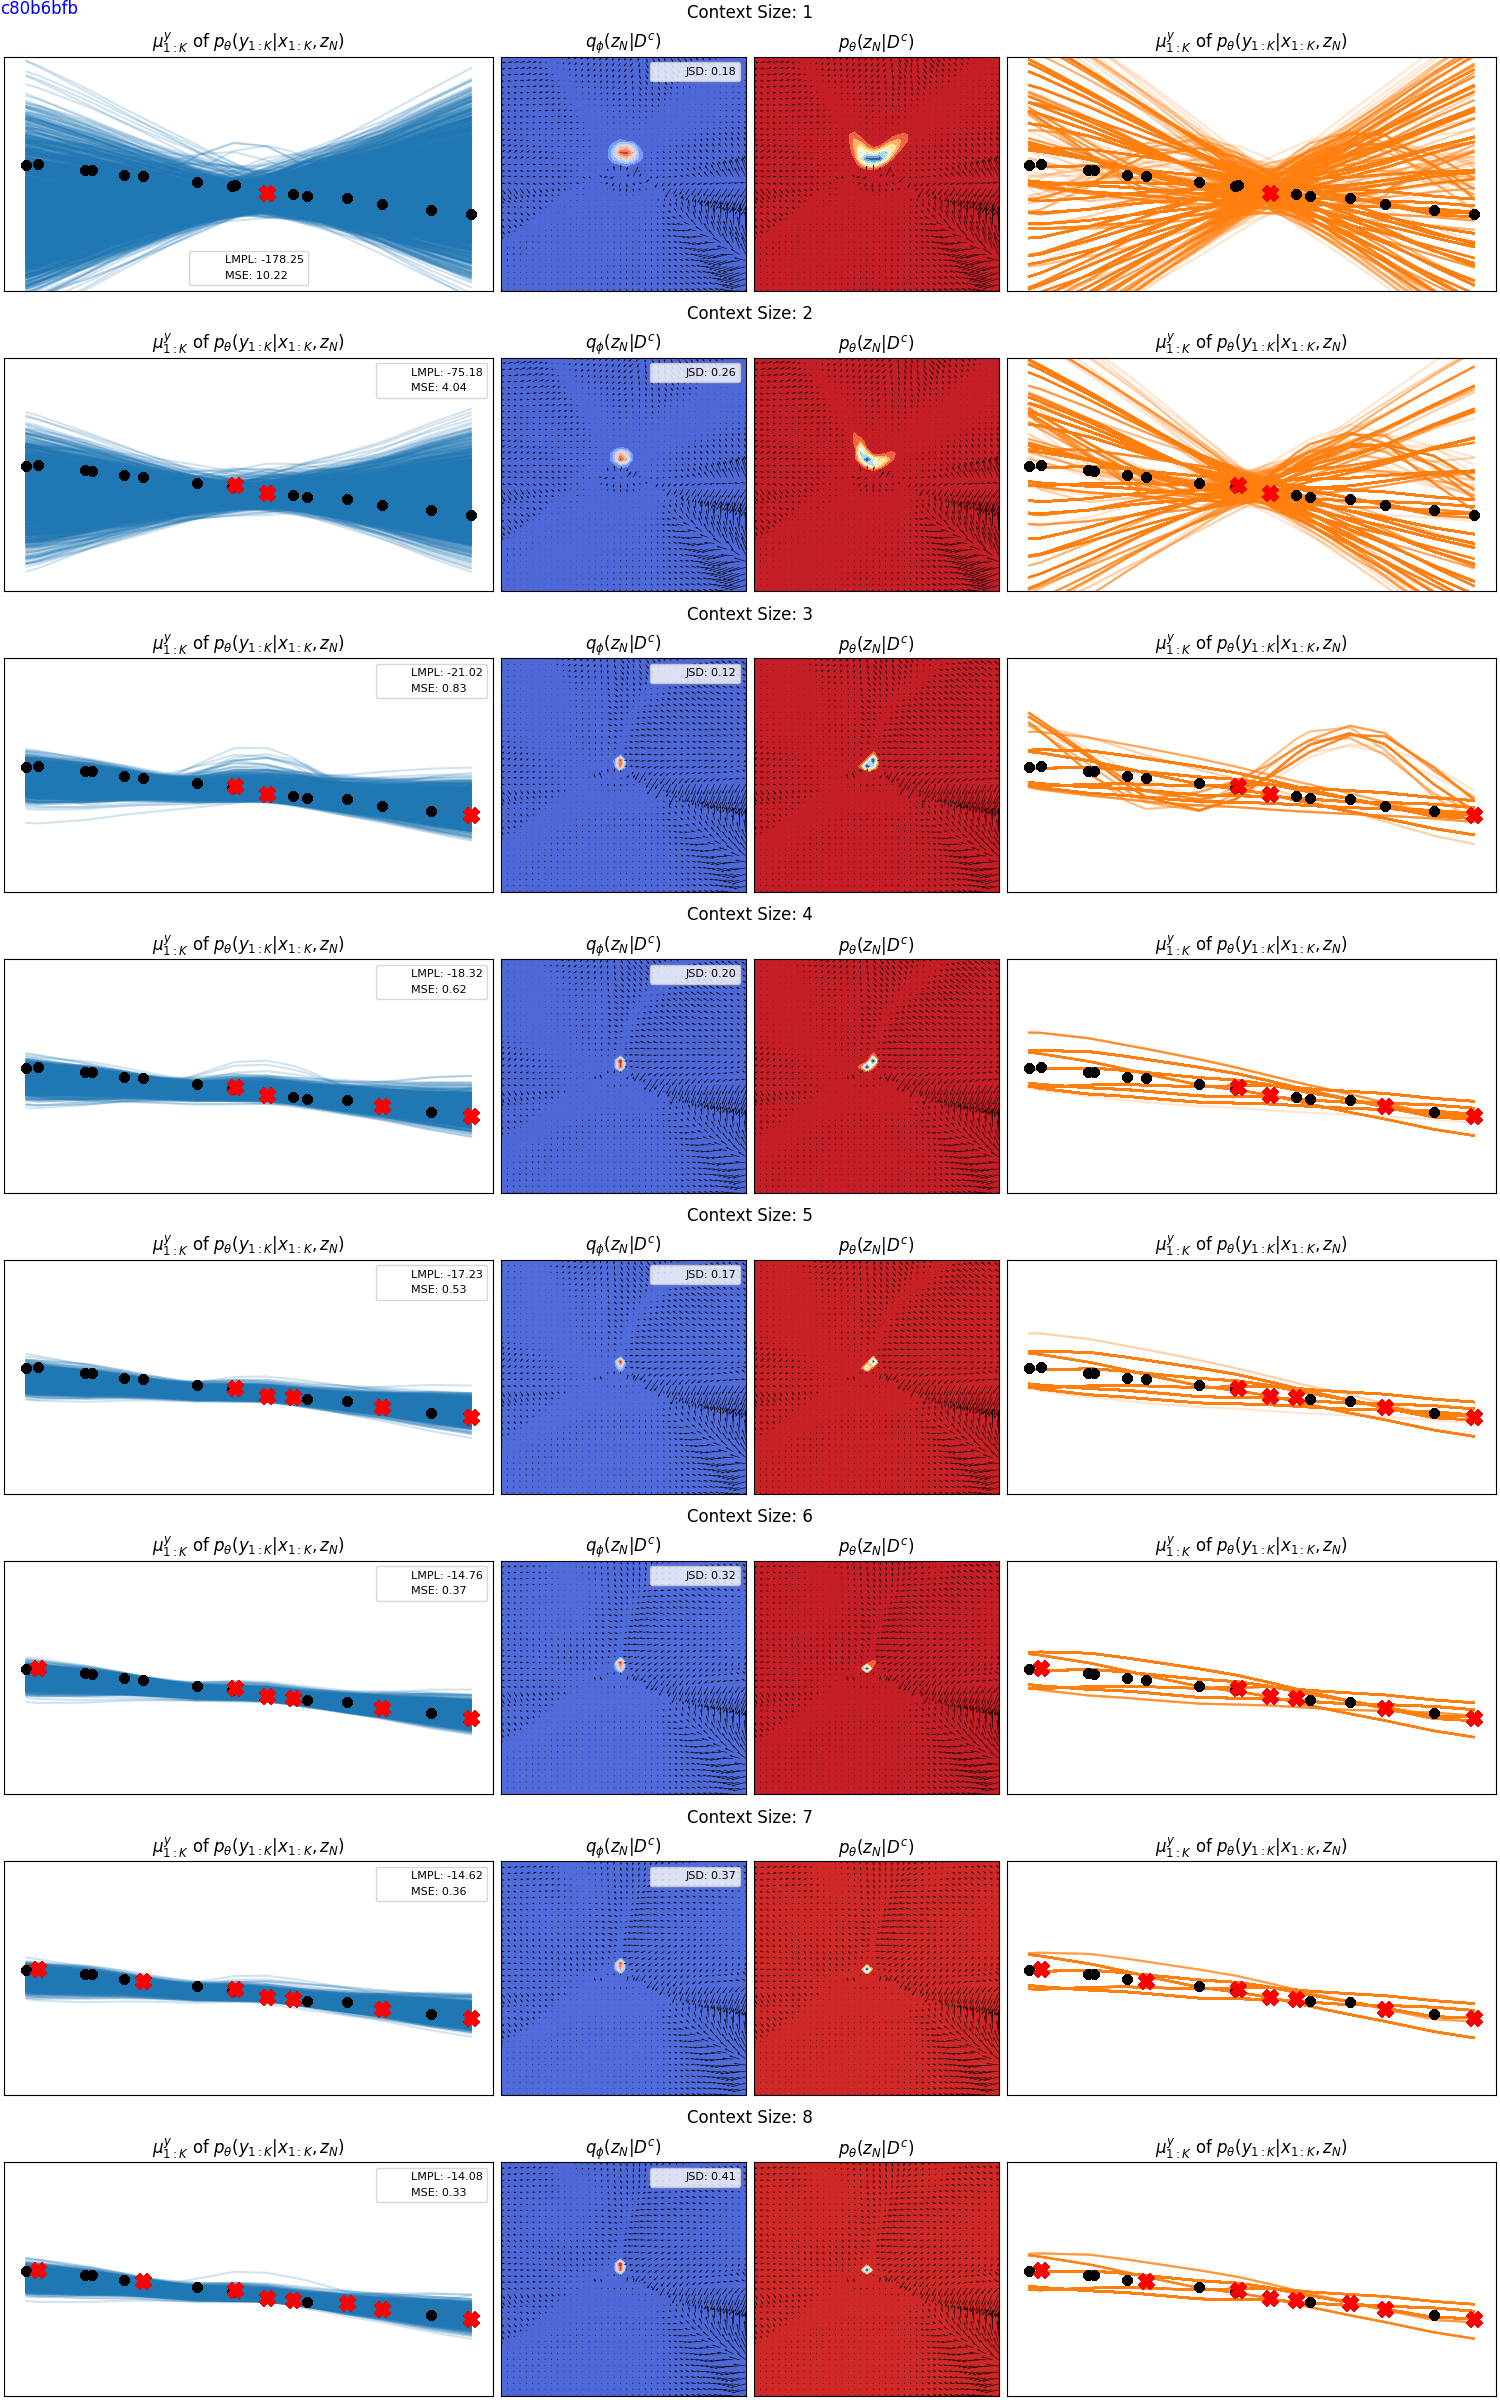 c80b6bfb
Context Size: 1
μ^y_{1:K} of p_θ(y_{1:K}|x_{1:K}, z_N)
q_ϕ(z_N|D^c)
p_θ(z_N|D^c)
μ^y_{1:K} of p_θ(y_{1:K}|x_{1:K}, z_N)
JSD: 0.18
LMPL: -178.25
MSE: 10.22
Context Size: 2
μ^y_{1:K} of p_θ(y_{1:K}|x_{1:K}, z_N)
q_ϕ(z_N|D^c)
p_θ(z_N|D^c)
μ^y_{1:K} of p_θ(y_{1:K}|x_{1:K}, z_N)
LMPL: -75.18
MSE: 4.04
JSD: 0.26
Context Size: 3
μ^y_{1:K} of p_θ(y_{1:K}|x_{1:K}, z_N)
q_ϕ(z_N|D^c)
p_θ(z_N|D^c)
μ^y_{1:K} of p_θ(y_{1:K}|x_{1:K}, z_N)
LMPL: -21.02
MSE: 0.83
JSD: 0.12
Context Size: 4
μ^y_{1:K} of p_θ(y_{1:K}|x_{1:K}, z_N)
q_ϕ(z_N|D^c)
p_θ(z_N|D^c)
μ^y_{1:K} of p_θ(y_{1:K}|x_{1:K}, z_N)
LMPL: -18.32
MSE: 0.62
JSD: 0.20
Context Size: 5
μ^y_{1:K} of p_θ(y_{1:K}|x_{1:K}, z_N)
q_ϕ(z_N|D^c)
p_θ(z_N|D^c)
μ^y_{1:K} of p_θ(y_{1:K}|x_{1:K}, z_N)
LMPL: -17.23
MSE: 0.53
JSD: 0.17
Context Size: 6
μ^y_{1:K} of p_θ(y_{1:K}|x_{1:K}, z_N)
q_ϕ(z_N|D^c)
p_θ(z_N|D^c)
μ^y_{1:K} of p_θ(y_{1:K}|x_{1:K}, z_N)
LMPL: -14.76
MSE: 0.37
JSD: 0.32
Context Size: 7
μ^y_{1:K} of p_θ(y_{1:K}|x_{1:K}, z_N)
q_ϕ(z_N|D^c)
p_θ(z_N|D^c)
μ^y_{1:K} of p_θ(y_{1:K}|x_{1:K}, z_N)
LMPL: -14.62
MSE: 0.36
JSD: 0.37
Context Size: 8
μ^y_{1:K} of p_θ(y_{1:K}|x_{1:K}, z_N)
q_ϕ(z_N|D^c)
p_θ(z_N|D^c)
μ^y_{1:K} of p_θ(y_{1:K}|x_{1:K}, z_N)
LMPL: -14.08
MSE: 0.33
JSD: 0.41